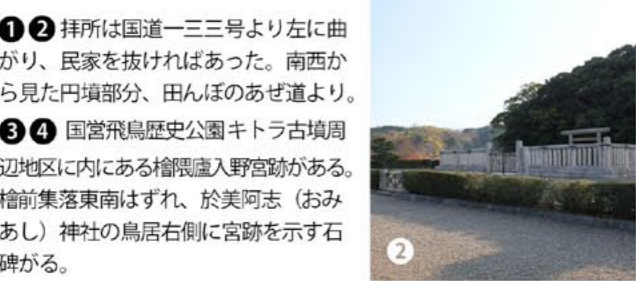 ❶❷ 拝所は国道一三三号より左に曲
がり、民家を抜ければあった。南西か
ら見た円墳部分、田んぼのあぜ道より。
❸❹ 国営飛鳥歴史公園 キトラ古墳周
辺地区に内にある檜隈廬入野宮跡がある。
檜前集落東南はずれ、於美阿志（おみ
あし）神社の鳥居右側に宮跡を示す石
碑がる。
❷